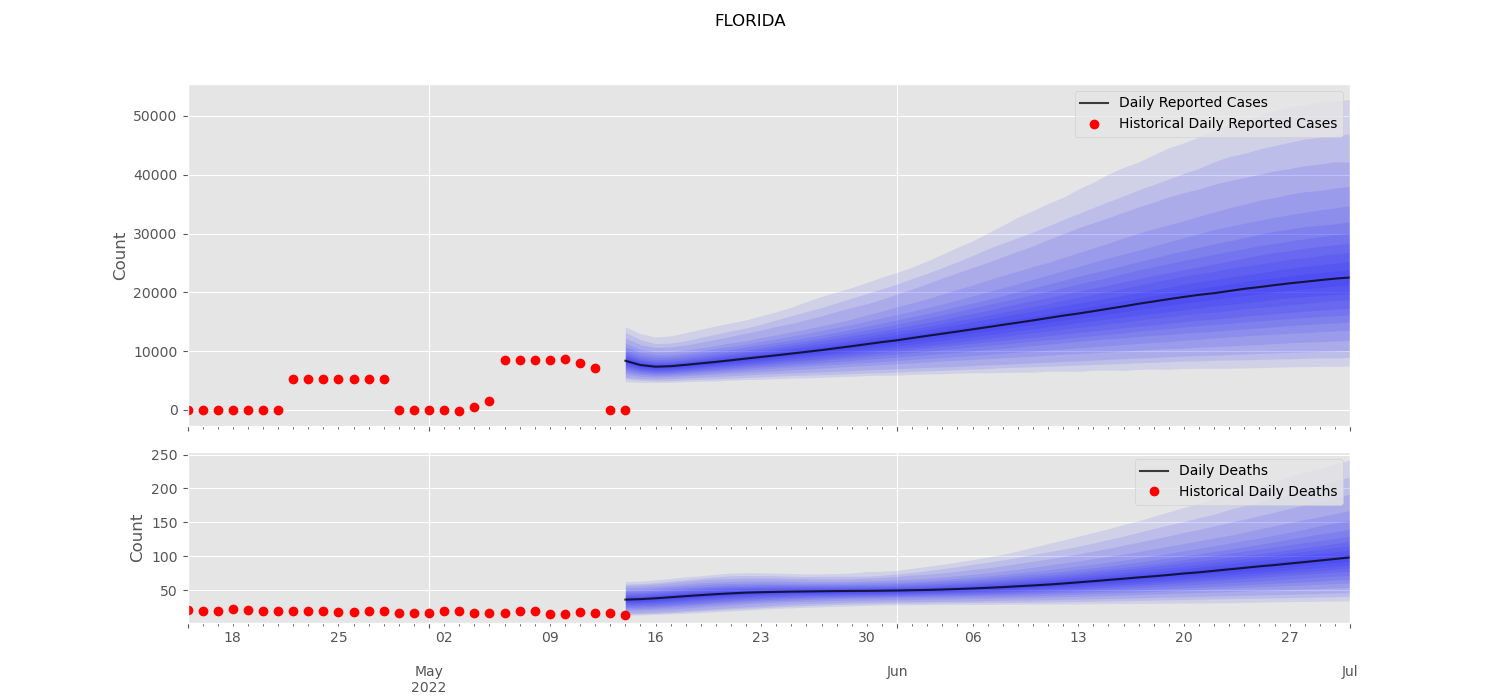 FLORIDA
Daily Reported Cases
Historical Daily Reported Cases
50000
40000
30000
20000
10000
0
Count
Daily Deaths
Historical Daily Deaths
250
200
150
100
50
Count
18 25 02 09 16 23 30 06 13 20 27
May Jun Jul
2022